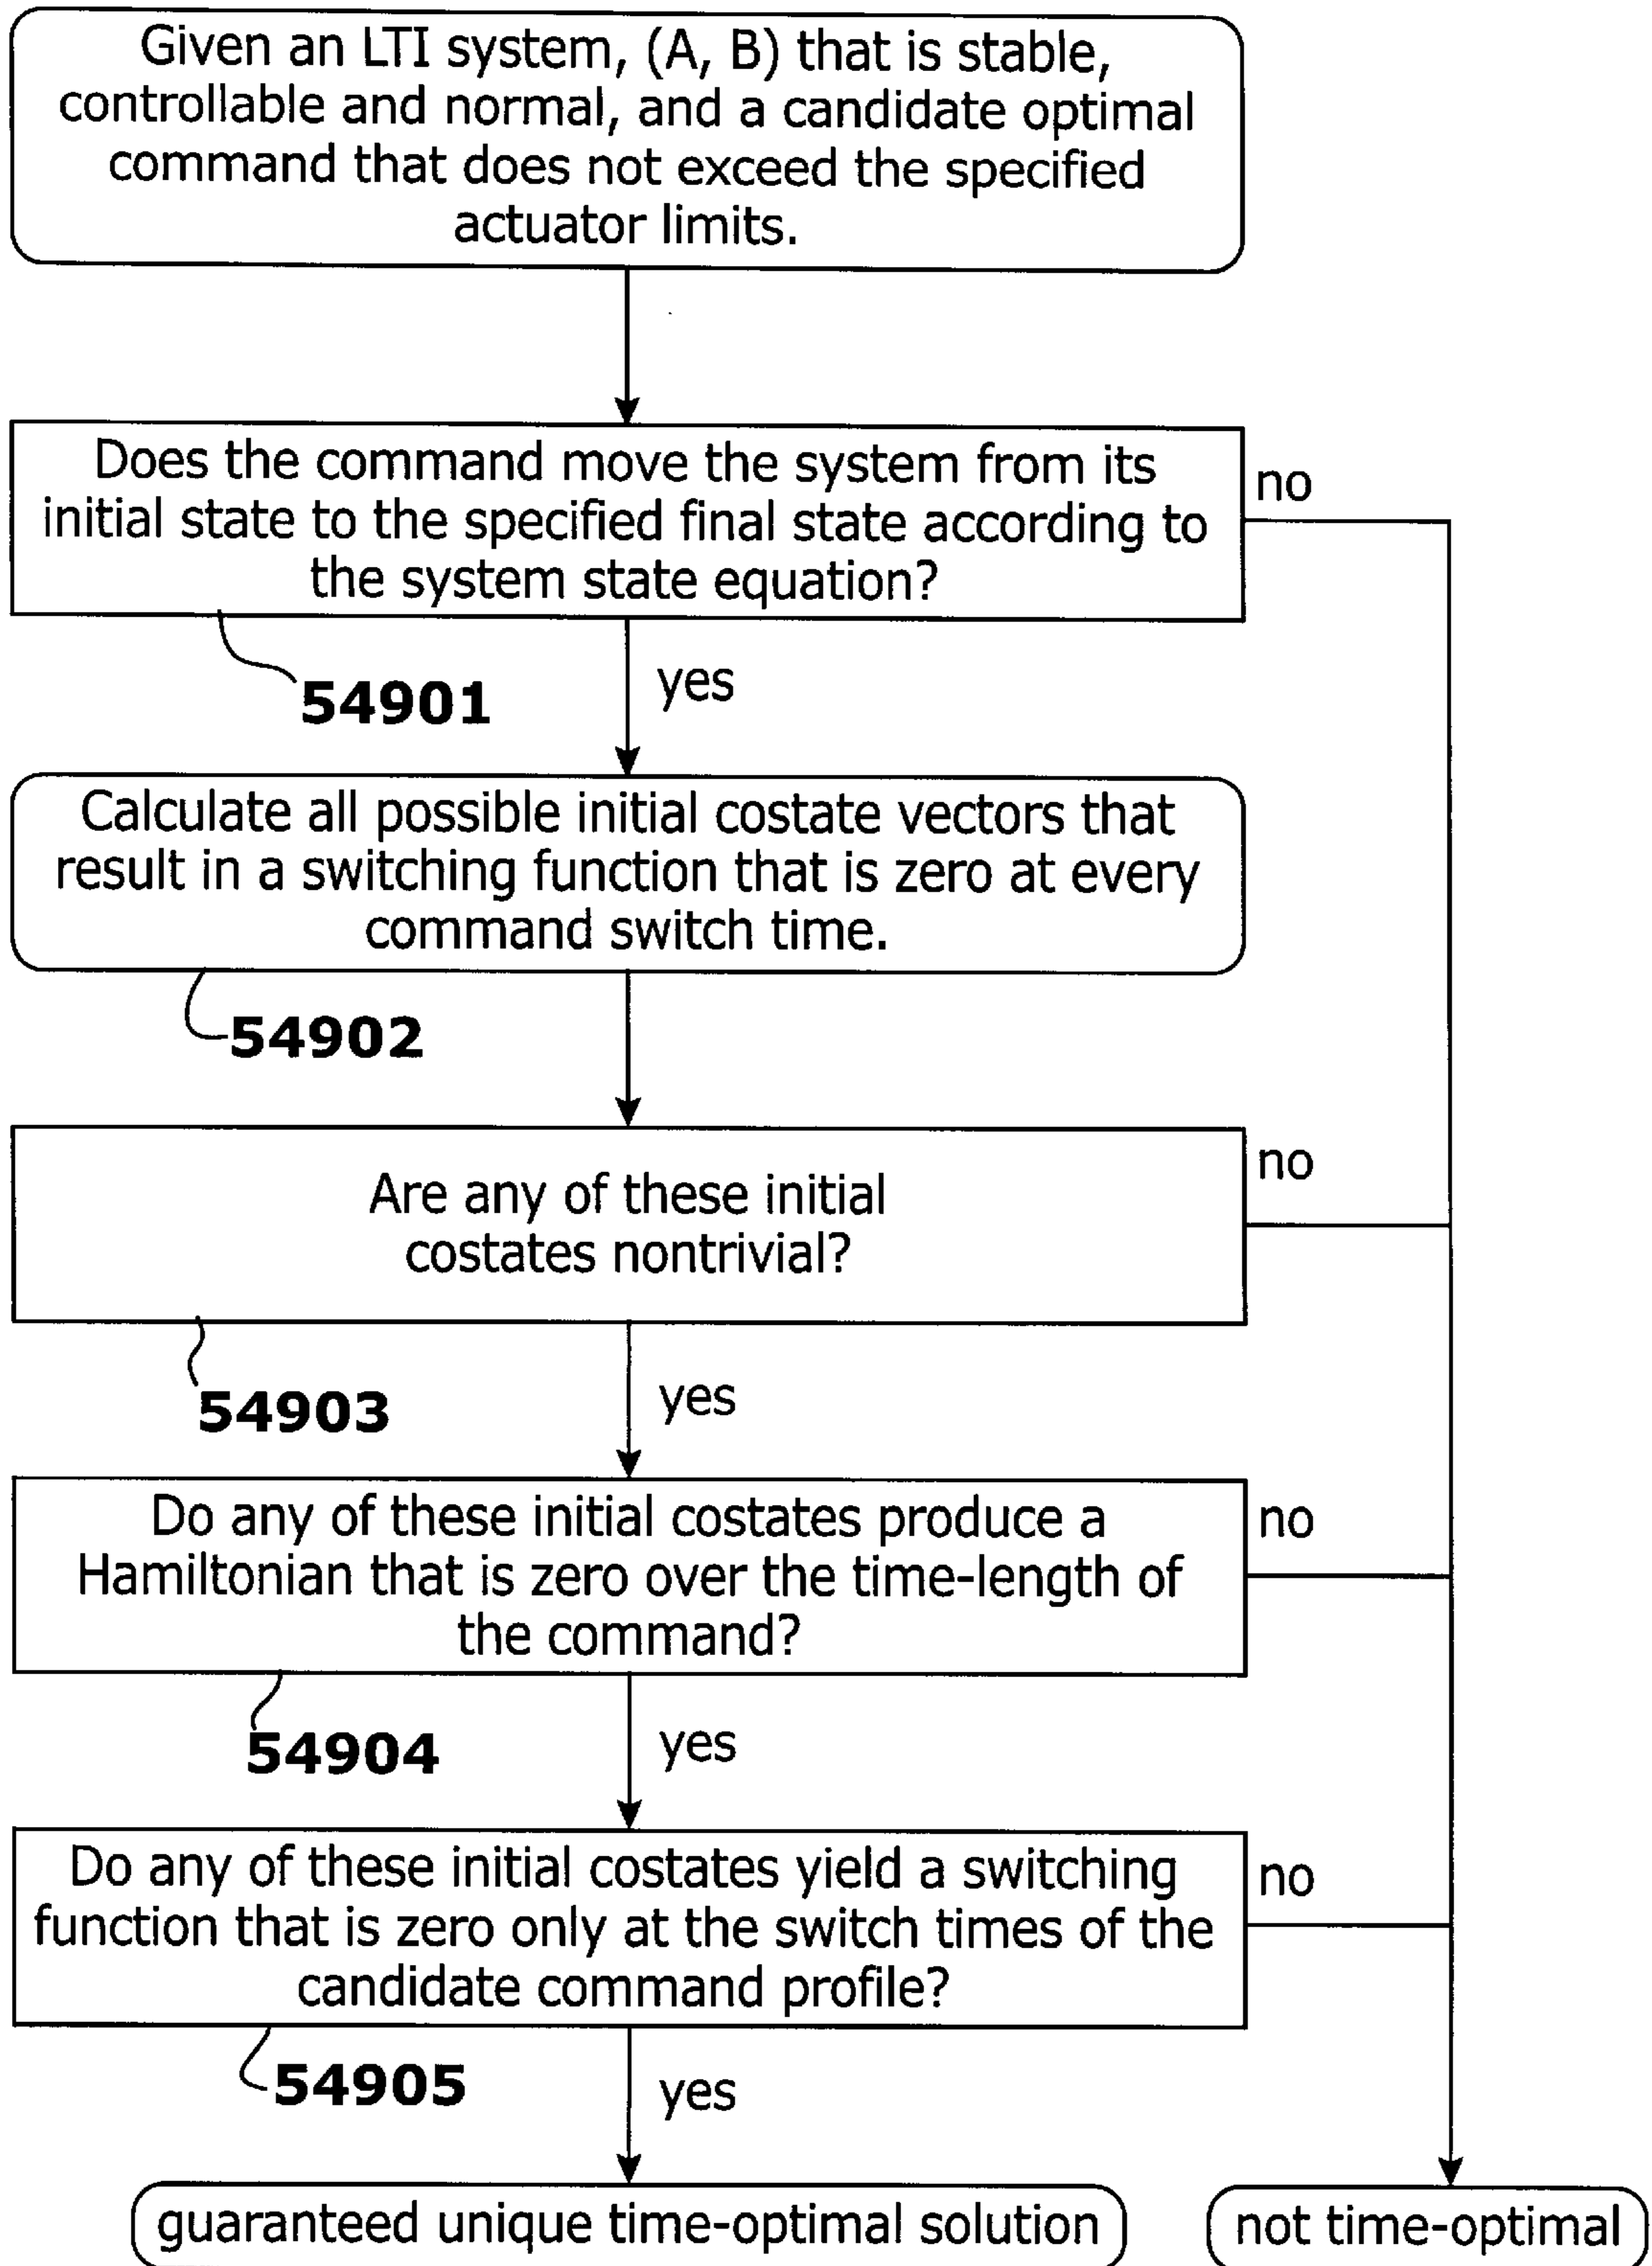 Given an LTI system, (A, B) that is stable,
controllable and normal, and a candidate optimal
command that does not exceed the specified
actuator limits.
Does the command move the system from its
initial state to the specified final state according to
the system state equation?
no
54901
yes
Calculate all possible initial costate vectors that
result in a switching function that is zero at every
command switch time.
54902
Are any of these initial
costates nontrivial?
no
54903
yes
Do any of these initial costates produce a
Hamiltonian that is zero over the time-length of
the command?
no
54904
yes
Do any of these initial costates yield a switching
function that is zero only at the switch times of the
candidate command profile?
no
54905
yes
guaranteed unique time-optimal solution
not time-optimal